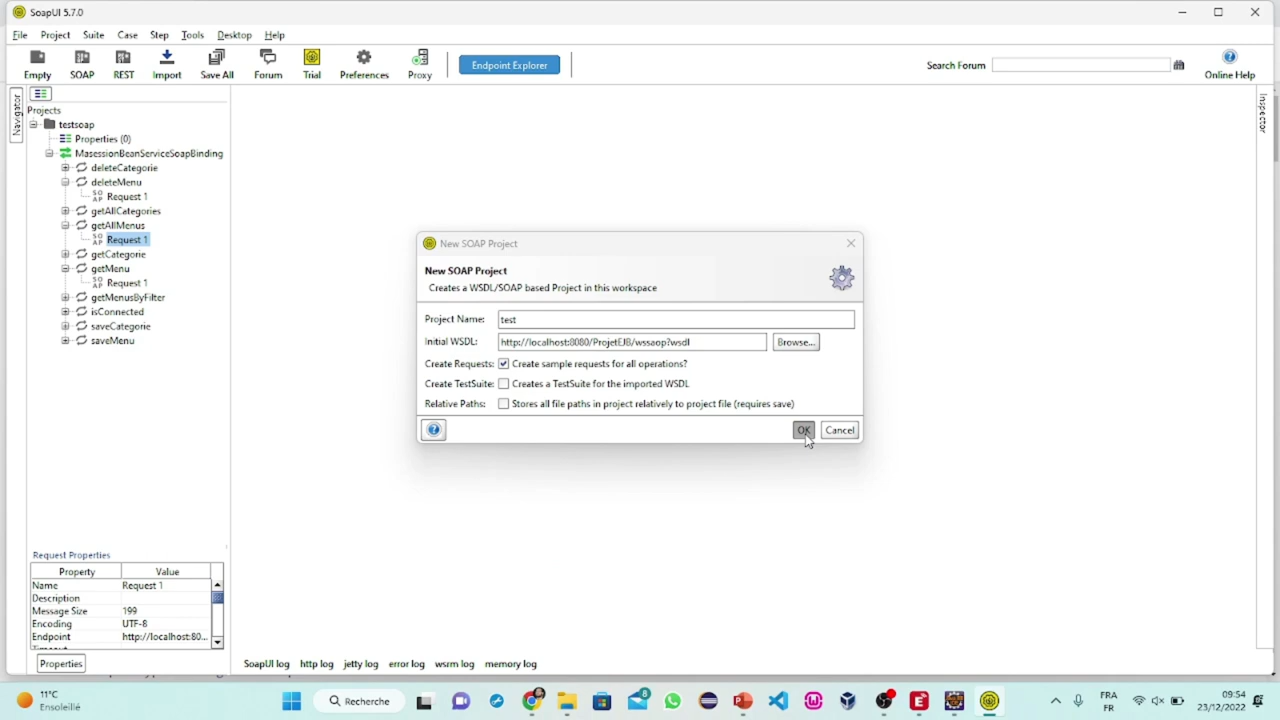 SoapUI 5.7.0
File Project Suite Case Step Tools Desktop Help
Empty SOAP REST Import Save All Forum Trial Preferences Proxy
Endpoint Explorer
Search Forum
Online Help
Navigator
Projects
testsoap
Properties (0)
MasessionBeanServiceSoapBinding
deleteCategorie
deleteMenu
Request 1
getAllCategories
getAllMenus
Request 1
getCategorie
getMenu
Request 1
getMenusByFilter
isConnected
saveCategorie
saveMenu
Inspector
New SOAP Project
New SOAP Project
Creates a WSDL/SOAP based Project in this workspace
Project Name: test
Initial WSDL: http://localhost:8080/ProjetEJB/wssaop?wsdl Browse...
Create Requests: Create sample requests for all operations?
Create TestSuite: Creates a TestSuite for the imported WSDL
Relative Paths: Stores all file paths in project relatively to project file (requires save)
OK Cancel
Request Properties
Property Value
Name Request 1
Description
Message Size 199
Encoding UTF-8
Endpoint http://localhost:80...
Properties
SoapUI log http log jetty log error log wsrm log memory log
11°C
Ensoleillé
Recherche
8
FRA
FR
09:54
23/12/2022